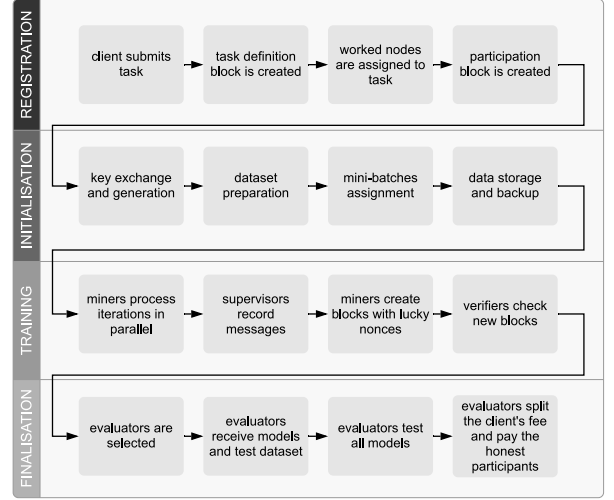 REGISTRATION
client submits
task
task definition
block is created
worked nodes
are assigned to
task
participation
block is created
INITIALISATION
key exchange
and generation
dataset
preparation
mini-batches
assignment
data storage
and backup
TRAINING
miners process
iterations in
parallel
supervisors
record
messages
miners create
blocks with lucky
nonces
verifiers check
new blocks
FINALISATION
evaluators are
selected
evaluators
receive models
and test dataset
evaluators test
all models
evaluators split
the client's fee
and pay the
honest
participants